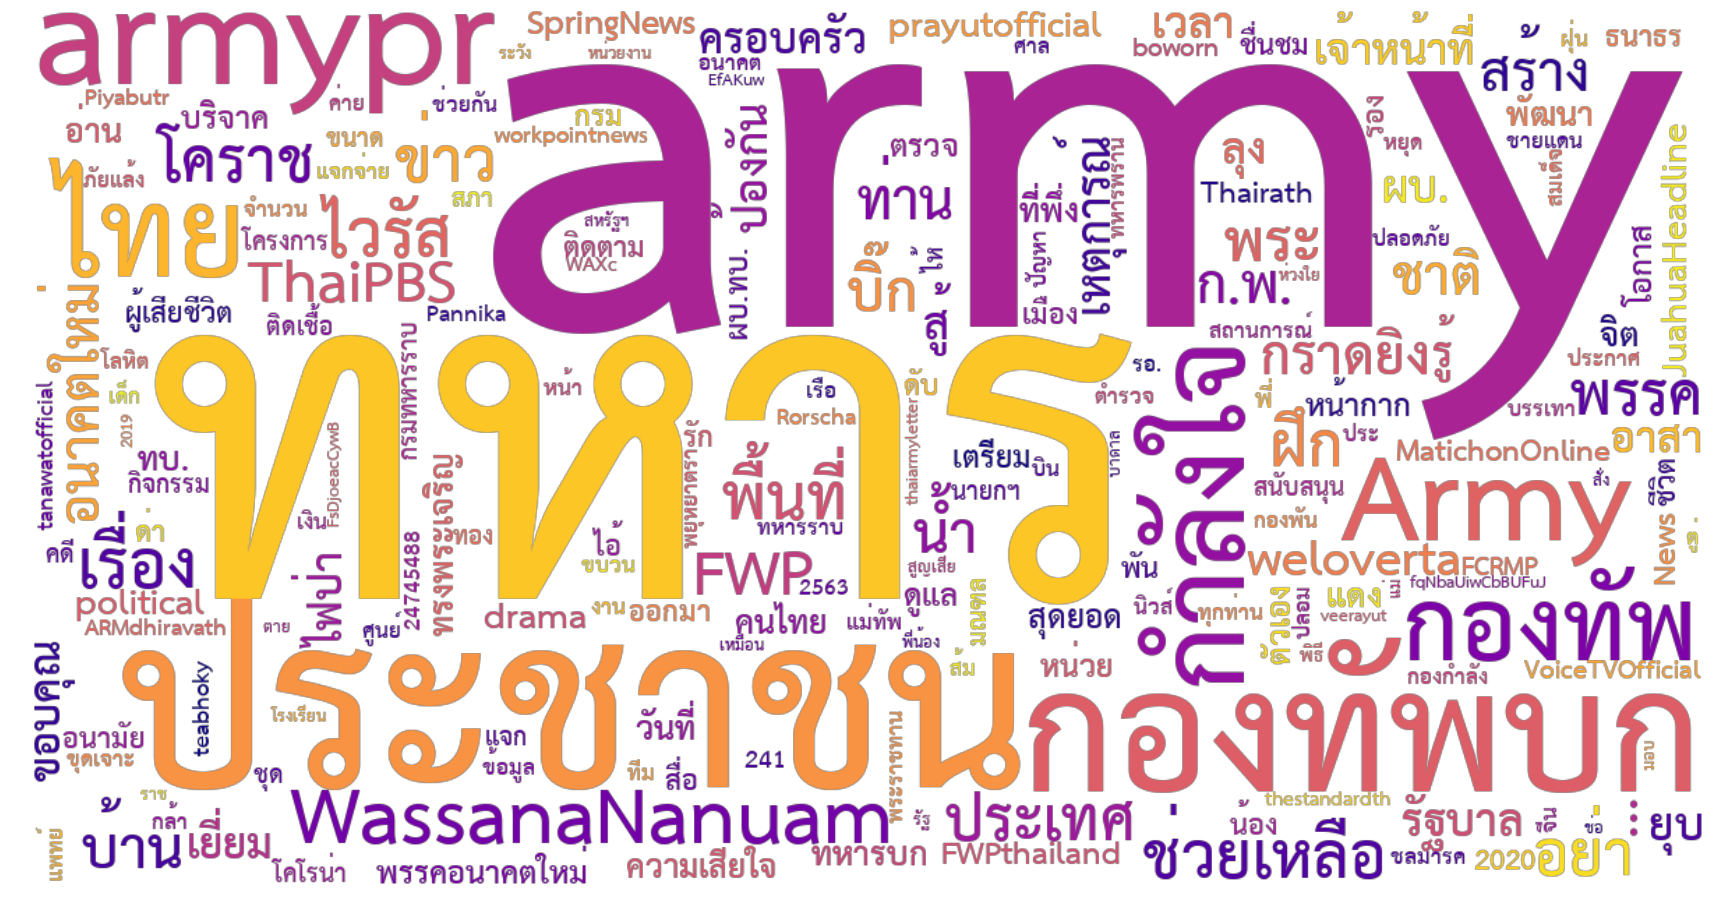 armypr
SpringNews
ระวัง
หน่วยงาน
ครอบครัว
อนาคต
EfAKuw
prayutofficial
ศาล
เวลา
boworn
ชื่นชม
เจ้าหน้าที่
ฝุ่น
ธนาธร
สร้าง
army
Piyabutr
ค่าย
ช่วยกัน
อ่าน
บริจาค
ขนาด
กรม
workpointnews
โคราช
แจกจ่าย
ข่าว
สภา
ภัยแล้ง
ไทย
จำนวน
โครงการ
ไวรัส
ThaiPBS
ผู้เสียชีวิต
ติดเชื้อ
Pannika
สหรัฐฯ
ติดตาม
WAXc
ป้องกัน
ผบ.ทบ.
ตรวจ
ท่าน
บิ๊ก
ให้
สู้
ที่พึ่ง
ปัญหา
เมือง
เหตุการณ์
ทหารพราน
ลุง
Thairath
พระ
ก.พ.
ห่วงใย
สถานการณ์
รอง
หยุด
ผบ.
ปลอดภัย
ชาติ
พัฒนา
ชายแดน
สมเด็จ
โอกาส
JuahuaHeadline
จิต
ประกาศ
กราดยิง
รู้
อนาคตใหม่
โลหิต
เด็ก
2019
tanawatofficial
ทบ.
กิจกรรม
ด่า
คดี
เรื่อง
ทหาร
กรมทหารราบ
หน้า
เรือ
Rorscha
ดับ
รอ.
ตำรวจ
รัก
พยุหยาตรา
thaiarmyletter
พื้นที่
ทหารราบ
เตรียม
บิน
นายกฯ
น้ำ
บาดาล
กำลังใจ
พี่
หน้ากาก
บรรเทา
พรรค
ฝึก
ประ
MatichonOnline
อาสา
สนับสนุน
กองพัน
Army
สั่ง
ชีวิต
News
weloverta
FCRMP
fqNbaUiwCbBUFuJ
เงิน
FsDjoeacCywB
ทรงพระเจริญ
ทอง
24745488
ไอ้
ขบวน
FWP
2563
สูญเสีย
ดูแล
มณฑล
พัน
สุดยอด
นิวส์
ทุกท่าน
ตัวเอง
ปลอม
พิธี
แดง
veerayut
แม่
กองทัพ
political
ARMdhiravath
ไฟป่า
ตาย
ศูนย์
drama
งาน
ออกมา
คนไทย
เหมือน
แม่ทัพ
พี่น้อง
ส้ม
หน่วย
กองกำลัง
VoiceTVOfficial
ขอบคุณ
อนามัย
ขุดเจาะ
teabhoky
ประชาชน
โรงเรียน
ชุด
แจก
ข้อมูล
ทีม
วันที่
สื่อ
241
พระราชทาน
กองทัพบก
มอบ
ราช
กล้า
บ้าน
แพทย์
เยี่ยม
โคโรน่า
WassanaNanuam
พรรคอนาคตใหม่
ความเสียใจ
ทหารบก
รัฐ
ประเทศ
FWPthailand
ช่วยเหลือ
น้อง
thestandardth
ชลมารค
รัฐบาล
2020
จีน
อย่า
ช่อ
ยุบ